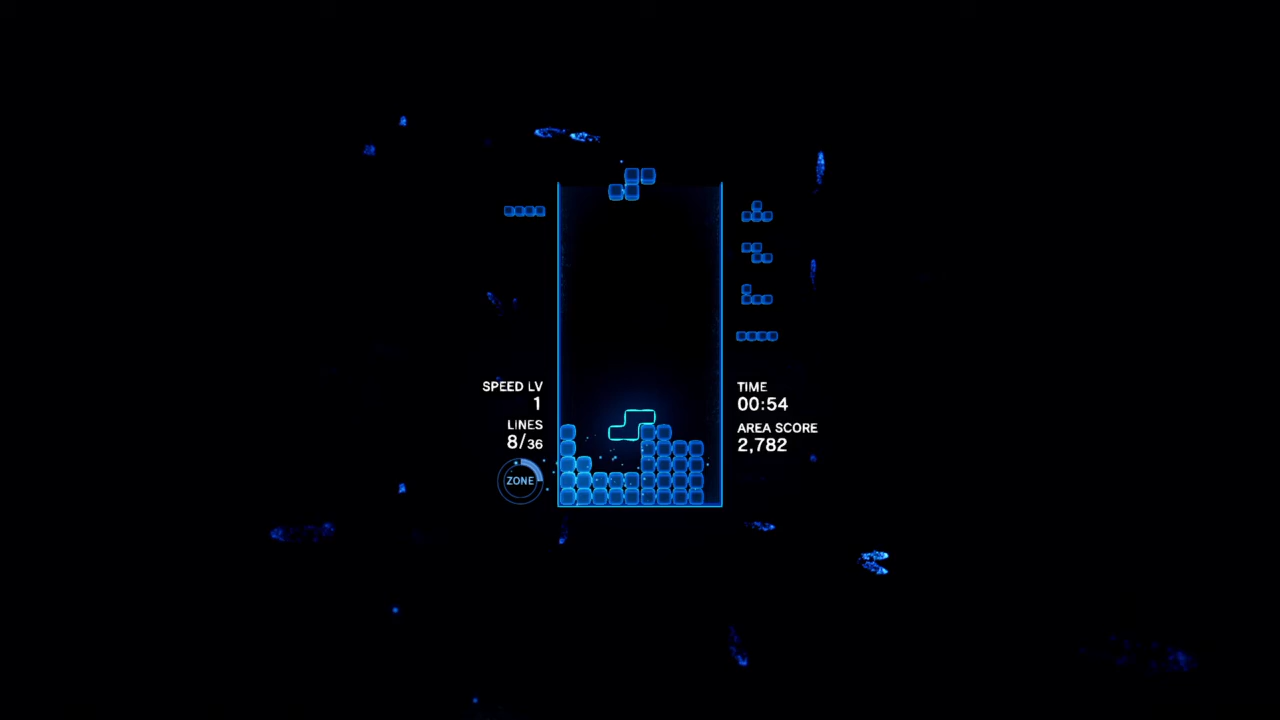 SPEED LV
1
LINES
8/36
ZONE
TIME
00:54
AREA SCORE
2,782